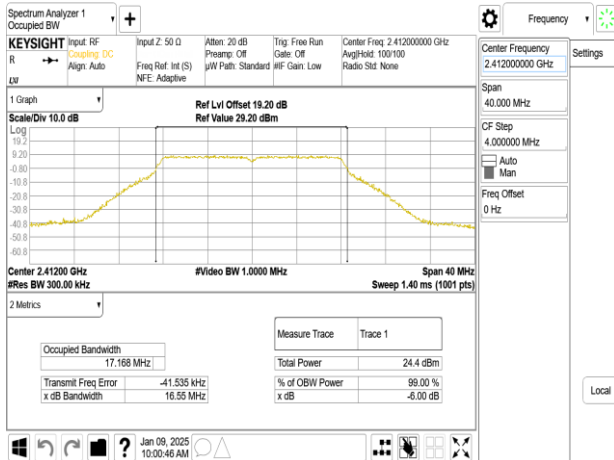 Spectrum Analyzer 1
Occupied BW
Frequency
KEYSIGHT
R
LXI
Input: RF
Coupling: DC
Align: Auto
Input Z: 50 Ω
Freq Ref: Int (S)
NFE: Adaptive
Atten: 20 dB
Preamp: Off
µW Path: Standard
Trig: Free Run
Gate: Off
#IF Gain: Low
Center Freq: 2.412000000 GHz
Avg|Hold: 100/100
Radio Std: None
Center Frequency
2.412000000 GHz
Settings
Span
40.000 MHz
CF Step
4.000000 MHz
Auto
Man
Freq Offset
0 Hz
Local
1 Graph
Scale/Div 10.0 dB
Ref Lvl Offset 19.20 dB
Ref Value 29.20 dBm
Log
19.2
9.20
-0.80
-10.8
-20.8
-30.8
-40.8
-50.8
-60.8
Center 2.41200 GHz
#Video BW 1.0000 MHz
Span 40 MHz
#Res BW 300.00 kHz
Sweep 1.40 ms (1001 pts)
2 Metrics
Measure Trace Trace 1
Occupied Bandwidth
17.168 MHz
Total Power 24.4 dBm
Transmit Freq Error -41.535 kHz
% of OBW Power 99.00 %
x dB Bandwidth 16.55 MHz
x dB -6.00 dB
?
Jan 09, 2025
10:00:46 AM